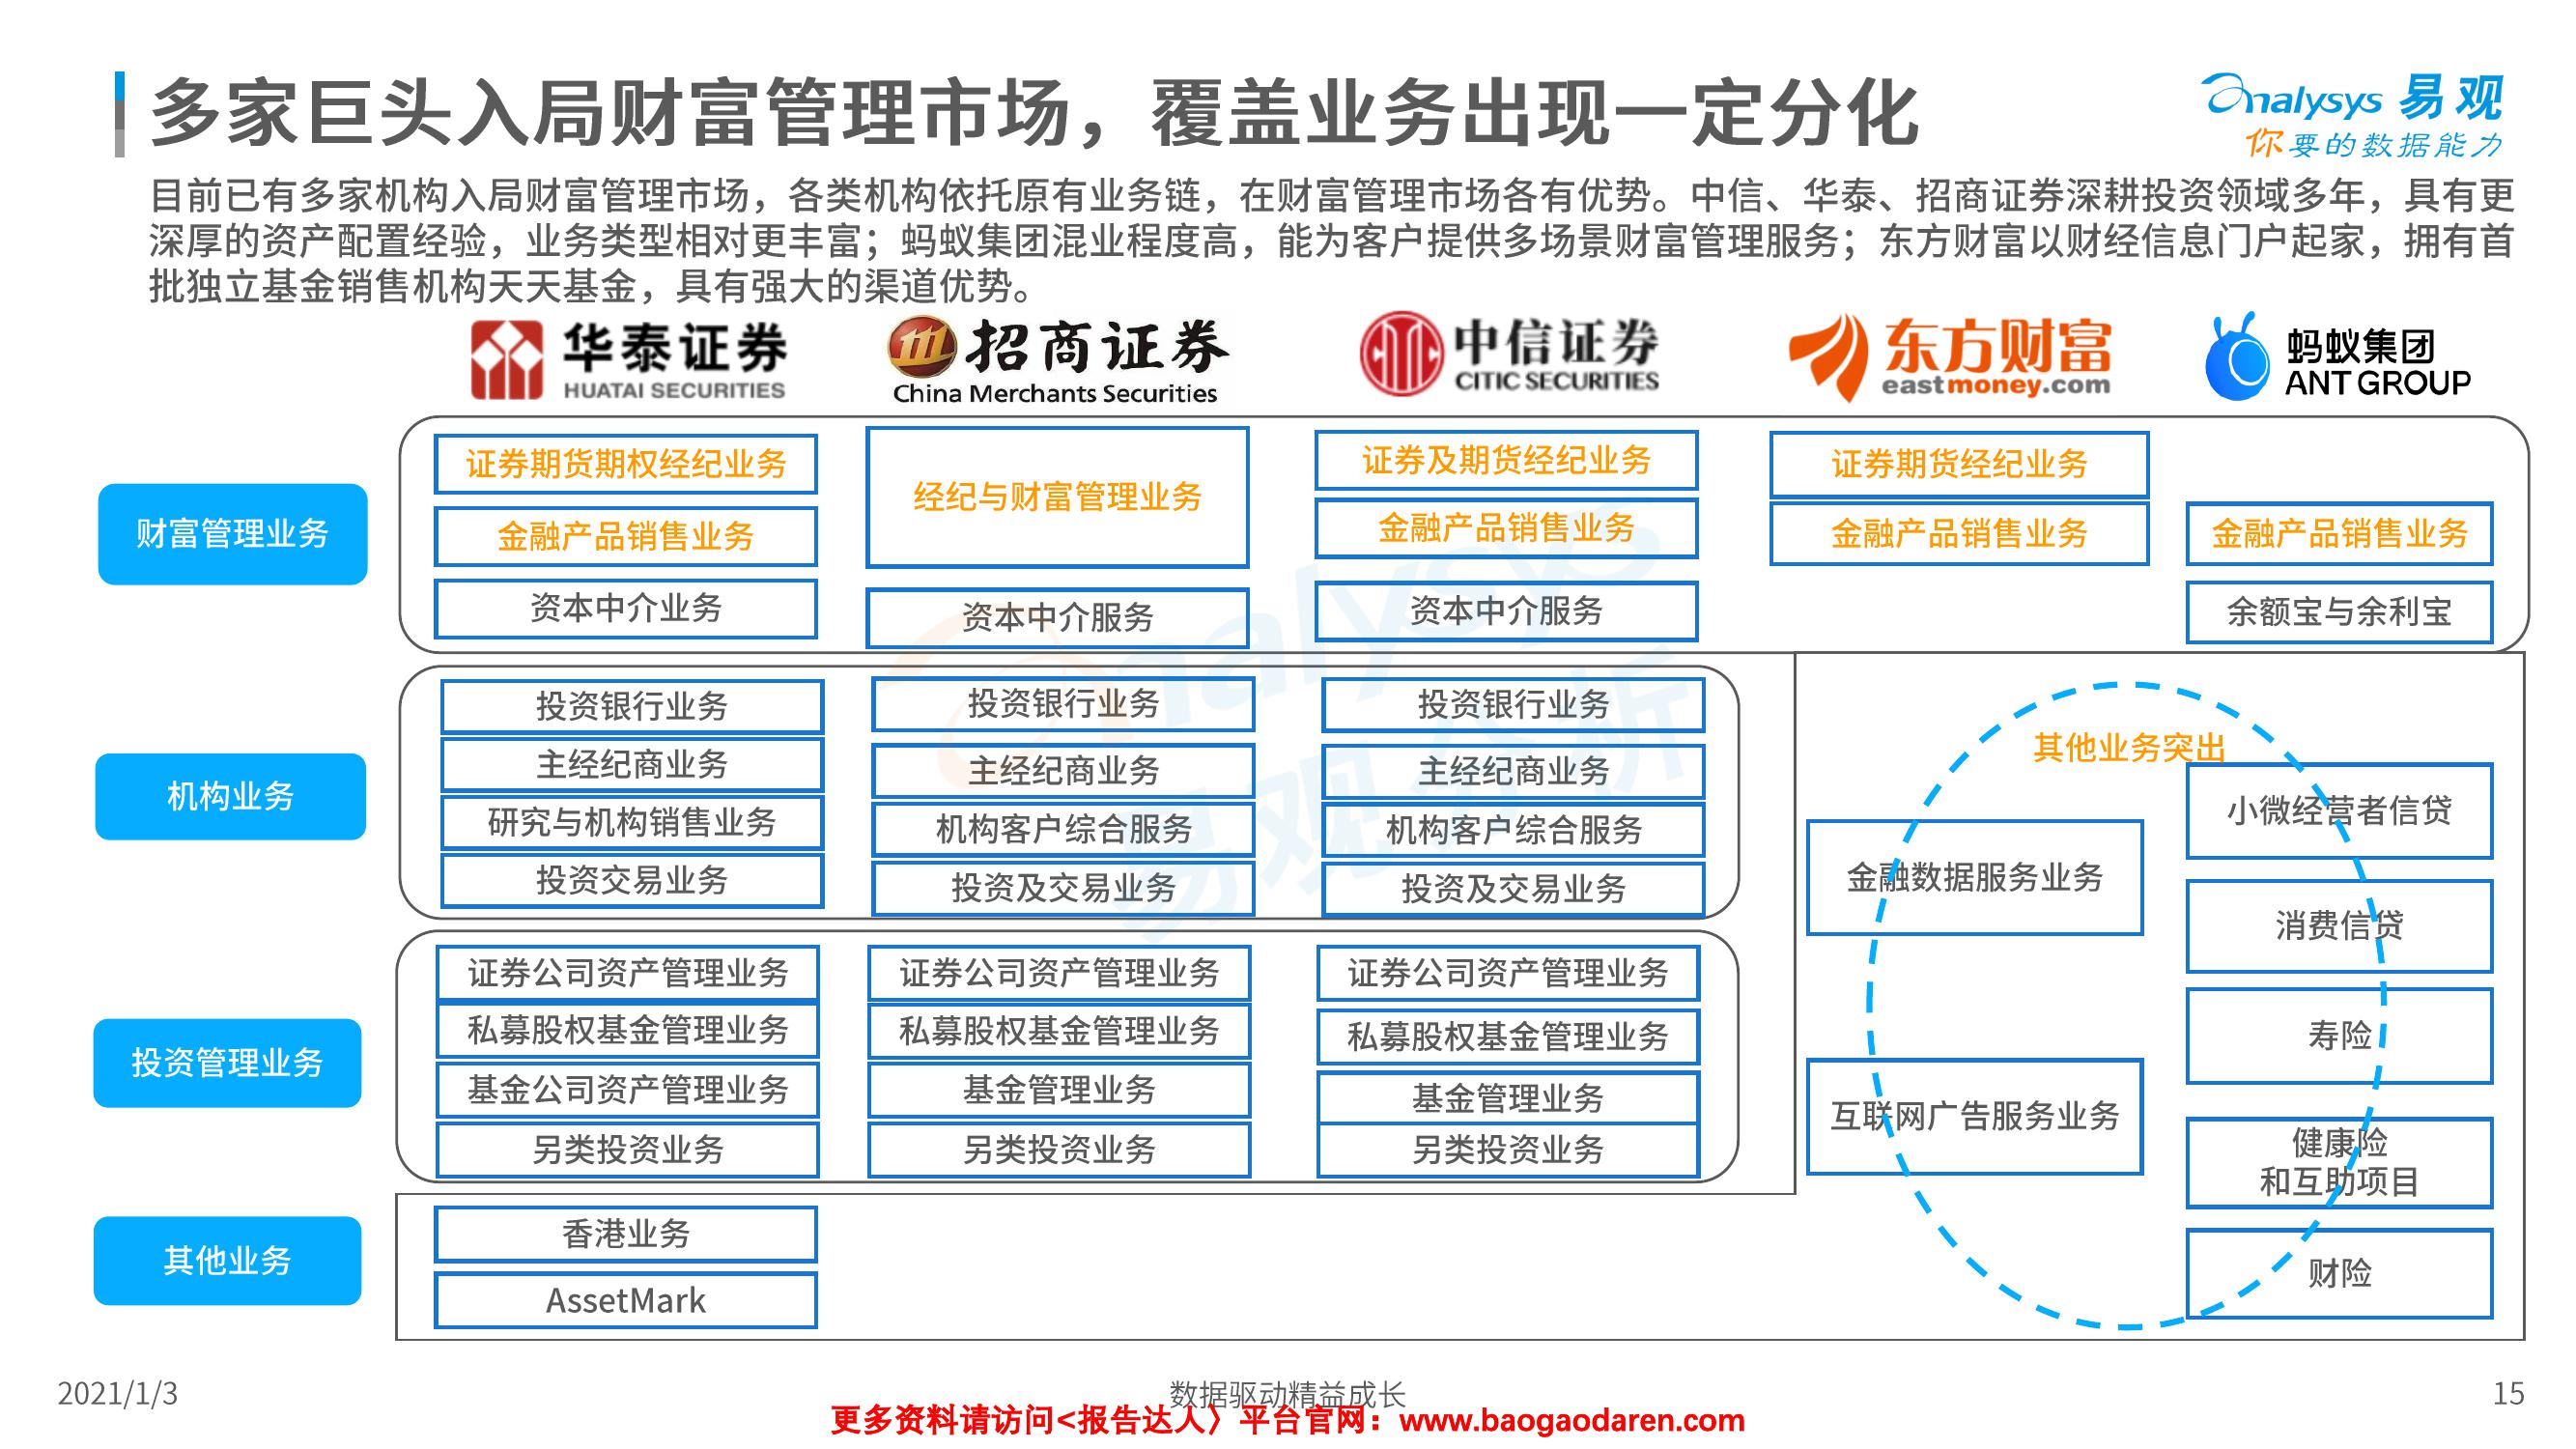 多家巨头入局财富管理市场，覆盖业务出现一定分化
analysys 易观
你要的数据能力
目前已有多家机构入局财富管理市场，各类机构依托原有业务链，在财富管理市场各有优势。中信、华泰、招商证券深耕投资领域多年，具有更
深厚的资产配置经验，业务类型相对更丰富；蚂蚁集团混业程度高，能为客户提供多场景财富管理服务；东方财富以财经信息门户起家，拥有首
批独立基金销售机构天天基金，具有强大的渠道优势。
华泰证券
HUATAI SECURITIES
招商证券
China Merchants Securities
中信证券
CITIC SECURITIES
东方财富
eastmoney.com
蚂蚁集团
ANT GROUP
财富管理业务
证券期货期权经纪业务
金融产品销售业务
资本中介业务
经纪与财富管理业务
资本中介服务
证券及期货经纪业务
金融产品销售业务
资本中介服务
证券期货经纪业务
金融产品销售业务
金融产品销售业务
余额宝与余利宝
机构业务
投资银行业务
主经纪商业务
研究与机构销售业务
投资交易业务
投资银行业务
主经纪商业务
机构客户综合服务
投资及交易业务
投资银行业务
主经纪商业务
机构客户综合服务
投资及交易业务
投资管理业务
证券公司资产管理业务
私募股权基金管理业务
基金公司资产管理业务
另类投资业务
证券公司资产管理业务
私募股权基金管理业务
基金管理业务
另类投资业务
证券公司资产管理业务
私募股权基金管理业务
基金管理业务
另类投资业务
其他业务
香港业务
AssetMark
其他业务突出
金融数据服务业务
互联网广告服务业务
小微经营者信贷
消费信贷
寿险
健康险
和互助项目
财险
analysys
易观分析
2021/1/3
数据驱动精益成长
15
更多资料请访问<报告达人〉平台官网：www.baogaodaren.com